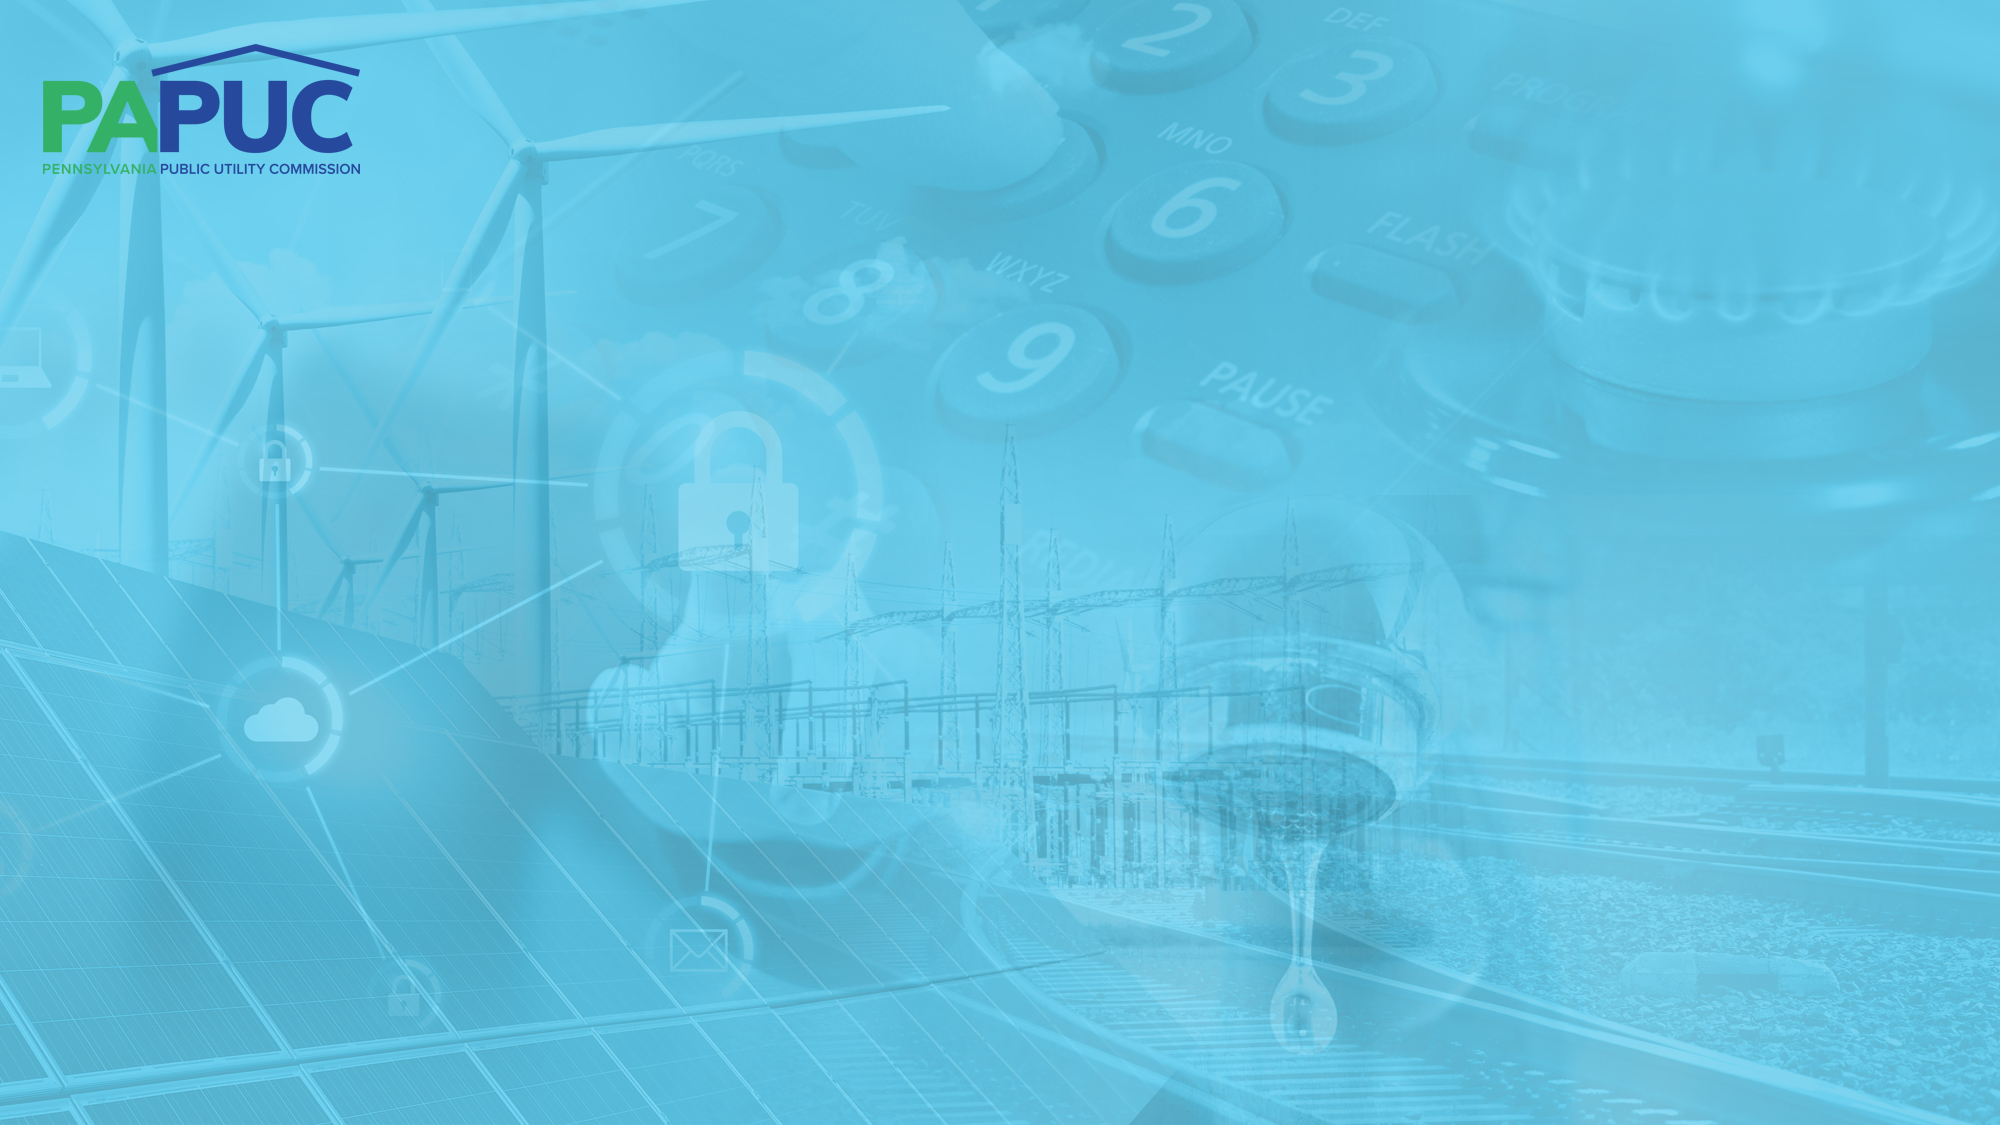 PAPUC
PENNSYLVANIA PUBLIC UTILITY COMMISSION
2
DEF
3
MNO
6
PQRS
7
TUV
8
WXYZ
9
FLASH
PAUSE